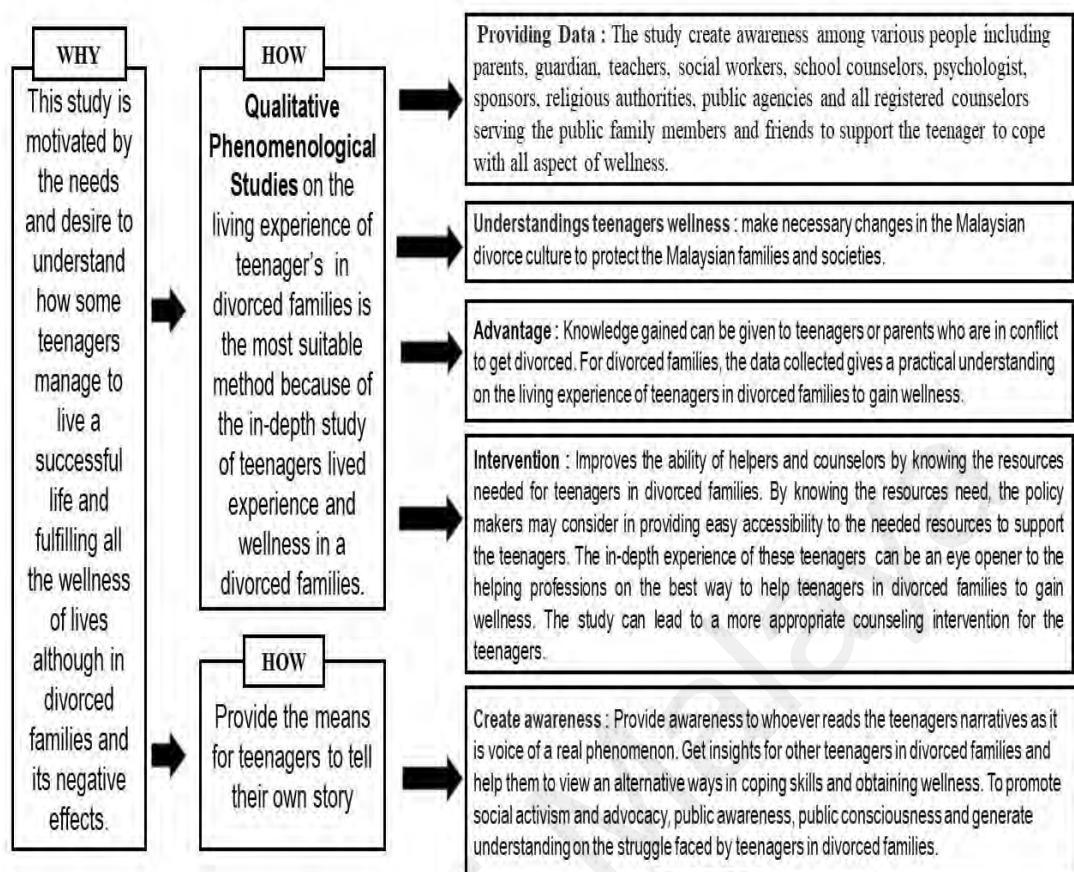 WHY
This study is
motivated by
the needs
and desire to
understand
how some
teenagers
manage to
live a
successful
life and
fulfilling all
the wellness
of lives
although in
divorced
families and
its negative
effects.
HOW
Qualitative
Phenomenological
Studies on the
living experience of
teenager's in
divorced families is
the most suitable
method because of
the in-depth study
of teenagers lived
experience and
wellness in a
divorced families.
HOW
Provide the means
for teenagers to tell
their own story
Providing Data : The study create awareness among various people including
parents, guardian, teachers, social workers, school counselors, psychologist,
sponsors, religious authorities, public agencies and all registered counselors
serving the public family members and friends to support the teenager to cope
with all aspect of wellness.
Understandings teenagers wellness : make necessary changes in the Malaysian
divorce culture to protect the Malaysian families and societies.
Advantage : Knowledge gained can be given to teenagers or parents who are in conflict
to get divorced. For divorced families, the data collected gives a practical understanding
on the living experience of teenagers in divorced families to gain wellness.
Intervention : Improves the ability of helpers and counselors by knowing the resources
needed for teenagers in divorced families. By knowing the resources need, the policy
makers may consider in providing easy accessibility to the needed resources to support
the teenagers. The in-depth experience of these teenagers can be an eye opener to the
helping professions on the best way to help teenagers in divorced families to gain
wellness. The study can lead to a more appropriate counseling intervention for the
teenagers.
Create awareness : Provide awareness to whoever reads the teenagers narratives as it
is voice of a real phenomenon. Get insights for other teenagers in divorced families and
help them to view an alternative ways in coping skills and obtaining wellness. To promote
social activism and advocacy, public awareness, public consciousness and generate
understanding on the struggle faced by teenagers in divorced families.
Malaya